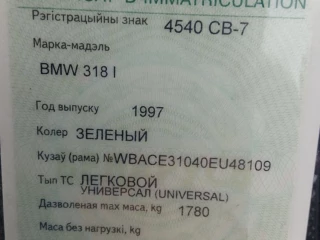 D'IMMATRICULATION
Рэгістрацыйны знак 4540 СВ-7
Марка-мадэль
BMW 318 I
Год выпуску 1997
Колер ЗЕЛЕНЫЙ
Кузаў (рама) №WBACE31040EU48109
Тып ТС ЛЕГКОВОЙ
УНИВЕРСАЛ (UNIVERSAL)
Дазволеная max маса, kg 1780
Маса без нагрузкі, kg